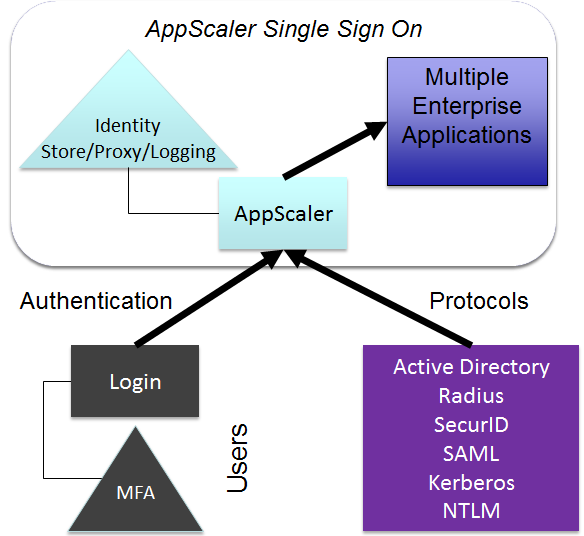 AppScaler Single Sign On
Identity
Store/Proxy/Logging
Multiple
Enterprise
Applications
AppScaler
Authentication
Protocols
Login
MFA
Users
Active Directory
Radius
SecurID
SAML
Kerberos
NTLM